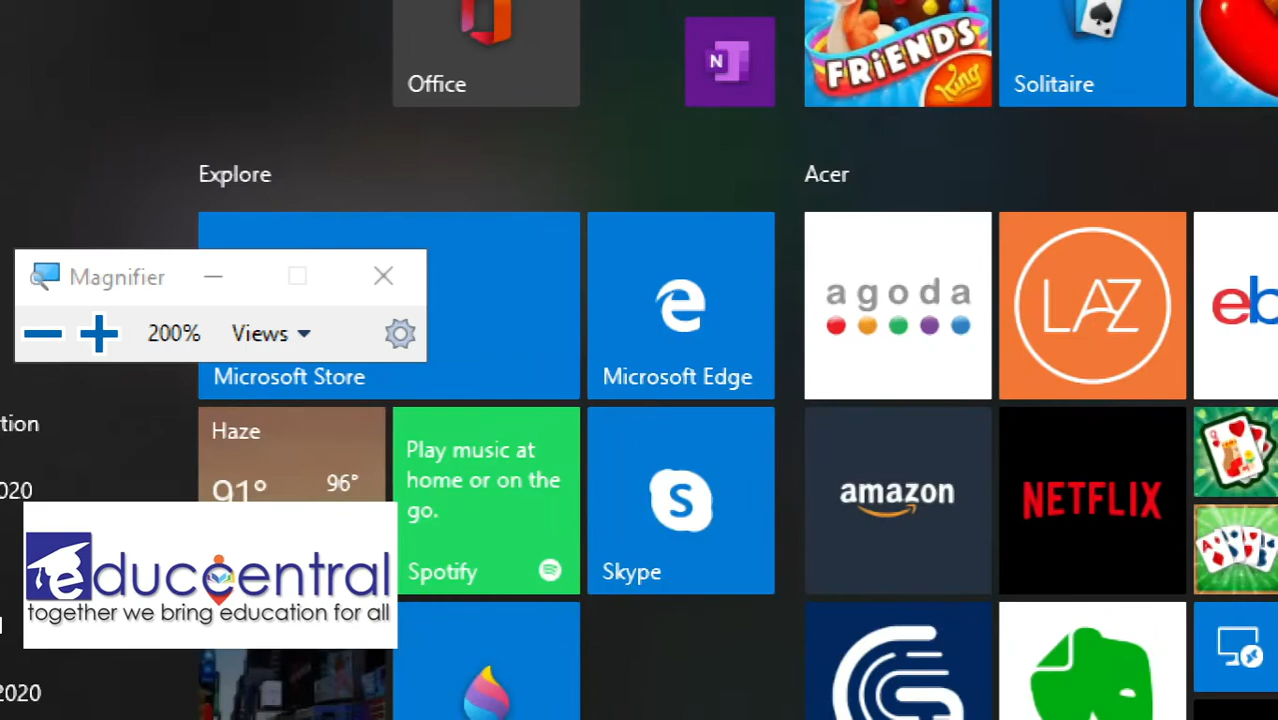 Office
N
FRiENDS
King
Solitaire
Explore
Acer
Magnifier
200%
Views
Microsoft Store
Microsoft Edge
agoda
LAZ
eb
tion
Haze
91°
96°
Play music at
home or on the
go.
Spotify
S
Skype
amazon
NETFLIX
020
educcentral
together we bring education for all
2020